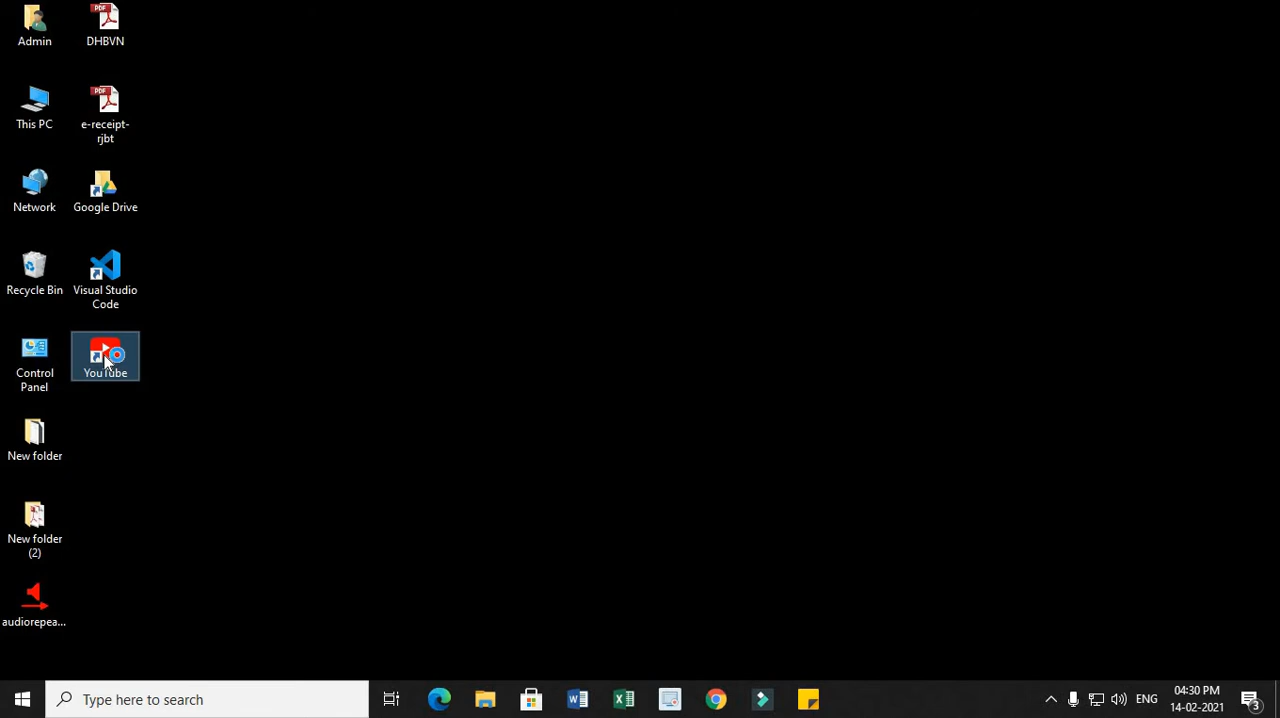 Admin
DHBVN
This PC
e-receipt-
rjbt
Network
Google Drive
Recycle Bin
Visual Studio
Code
Control
Panel
YouTube
New folder
New folder
(2)
audiorepea...
Type here to search
ENG
04:30 PM
14-02-2021
3